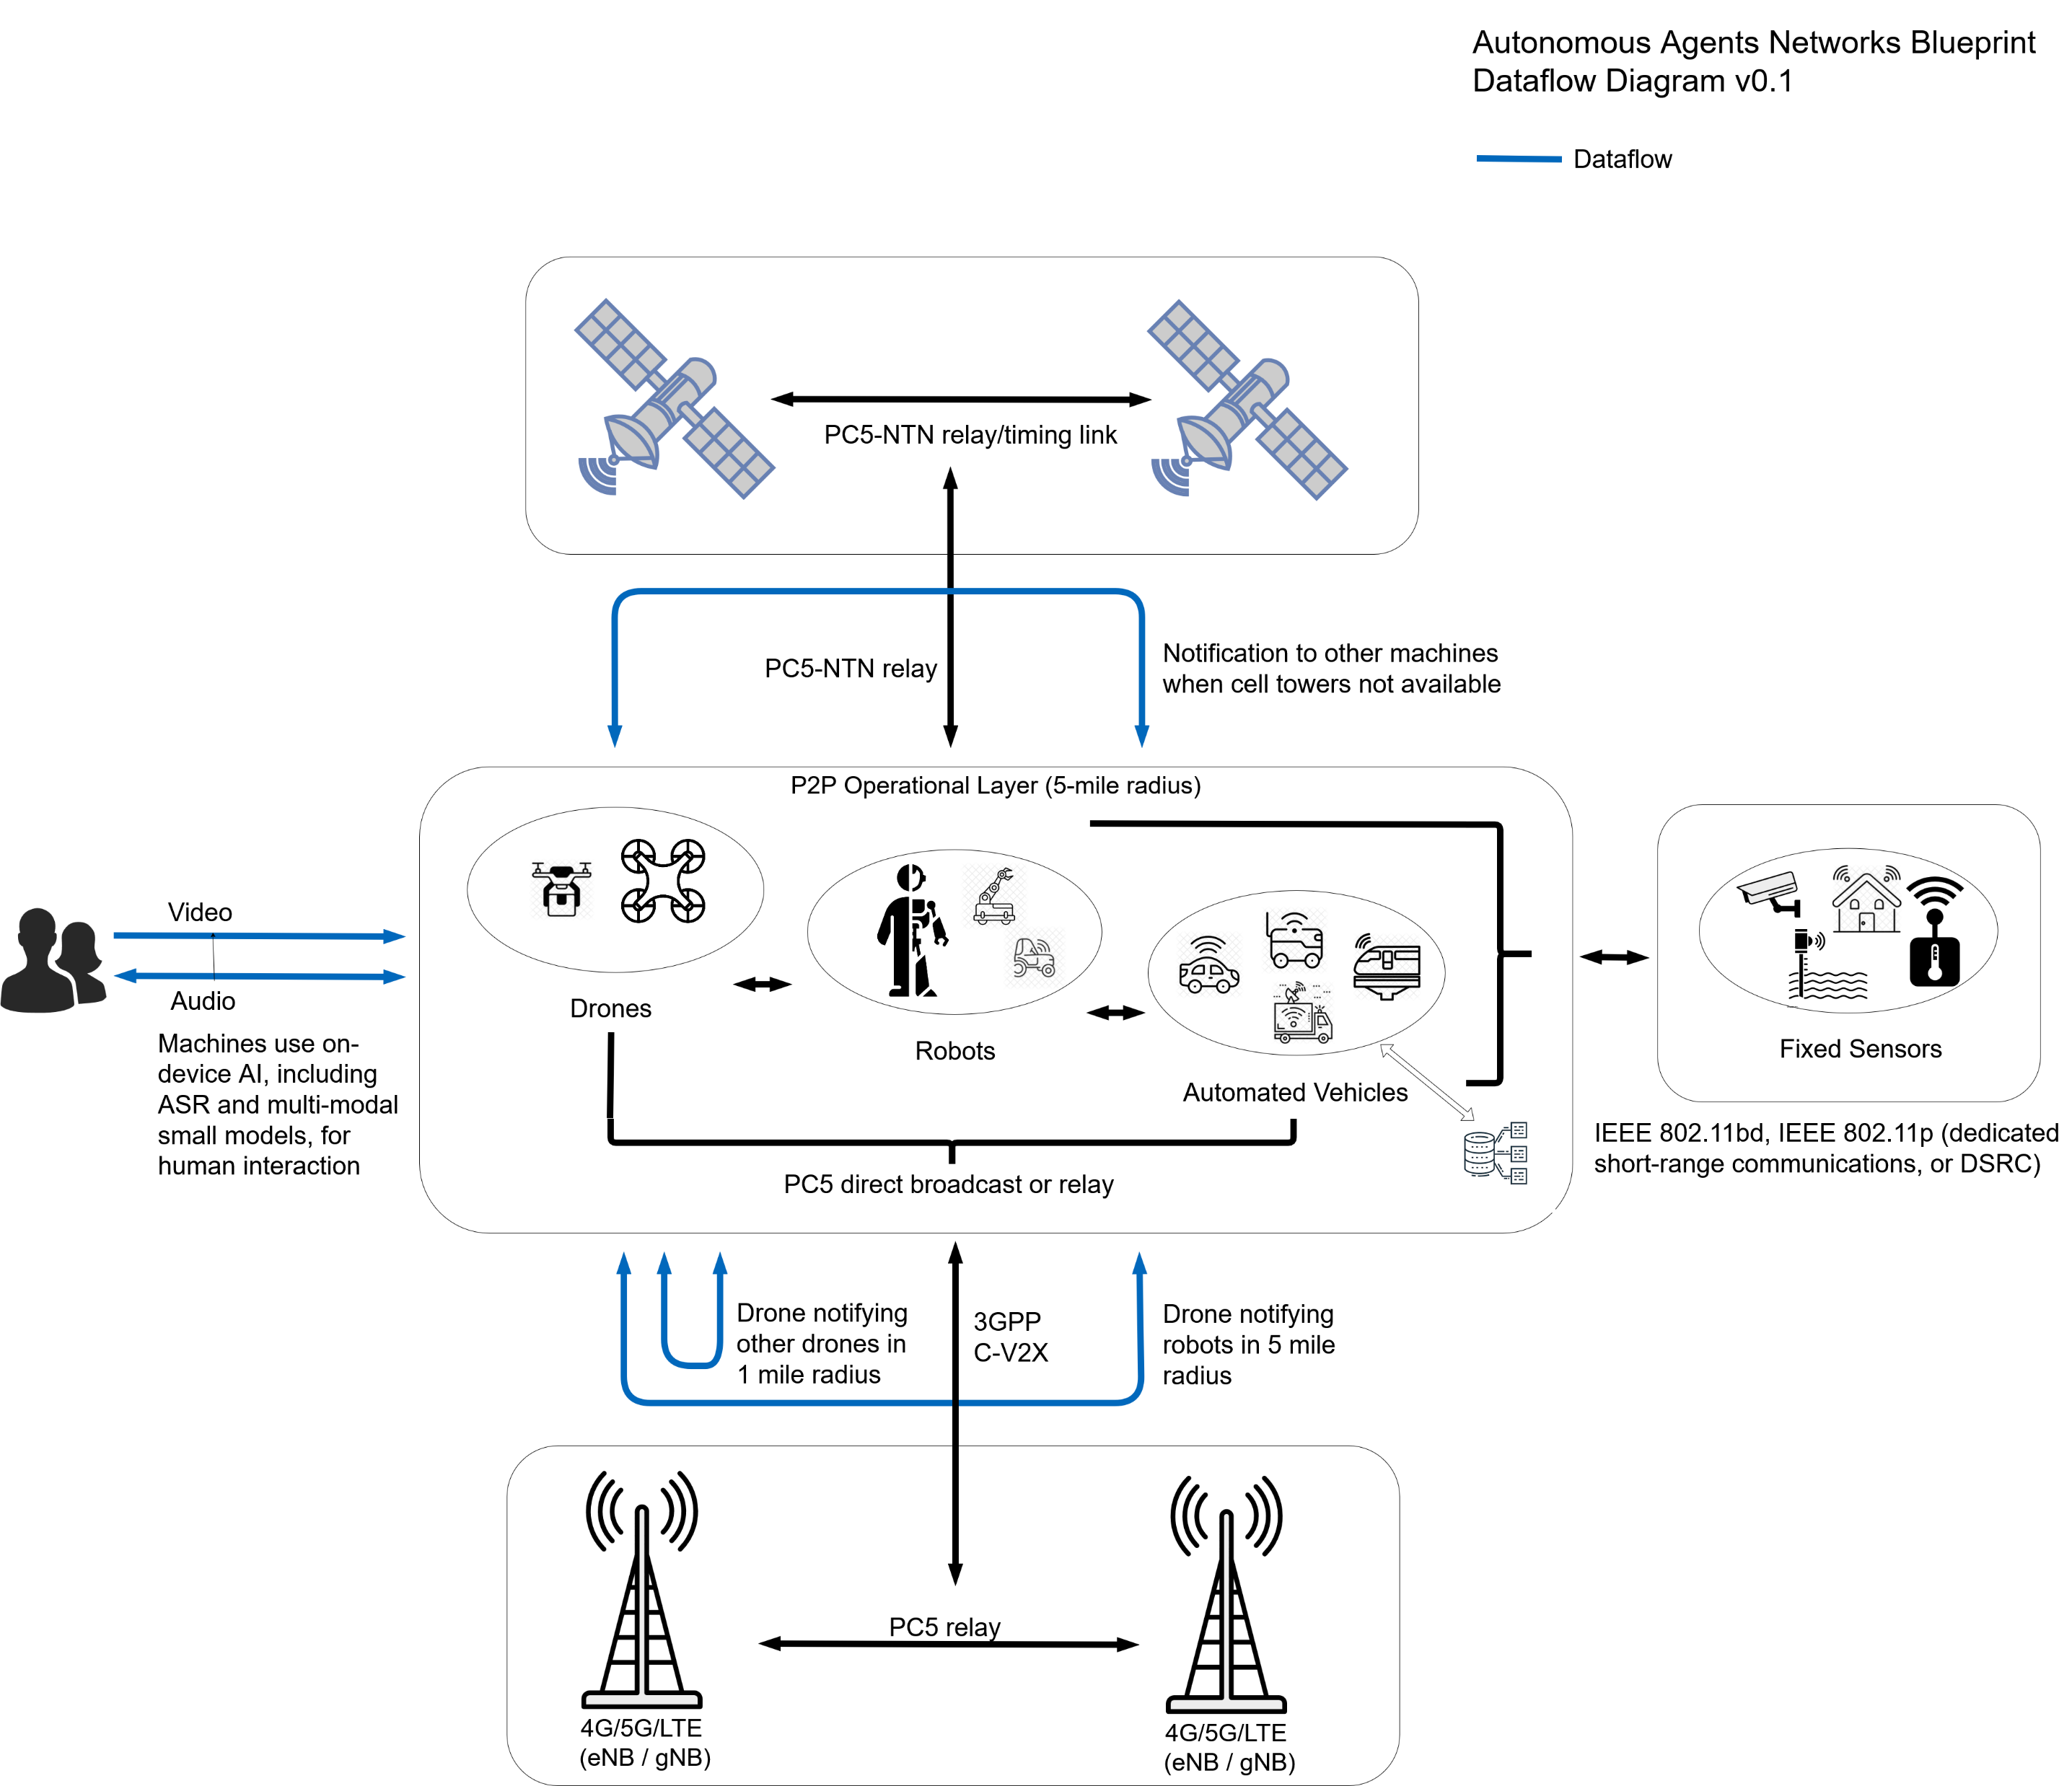 Autonomous Agents Networks Blueprint
Dataflow Diagram v0.1
Dataflow
PC5-NTN relay/timing link
PC5-NTN relay
Notification to other machines
when cell towers not available
P2P Operational Layer (5-mile radius)
Video
Audio
Machines use on-
device AI, including
ASR and multi-modal
small models, for
human interaction
Drones
Robots
Automated Vehicles
PC5 direct broadcast or relay
Fixed Sensors
IEEE 802.11bd, IEEE 802.11p (dedicated
short-range communications, or DSRC)
Drone notifying
other drones in
1 mile radius
3GPP
C-V2X
Drone notifying
robots in 5 mile
radius
PC5 relay
4G/5G/LTE
(eNB / gNB)
4G/5G/LTE
(eNB / gNB)